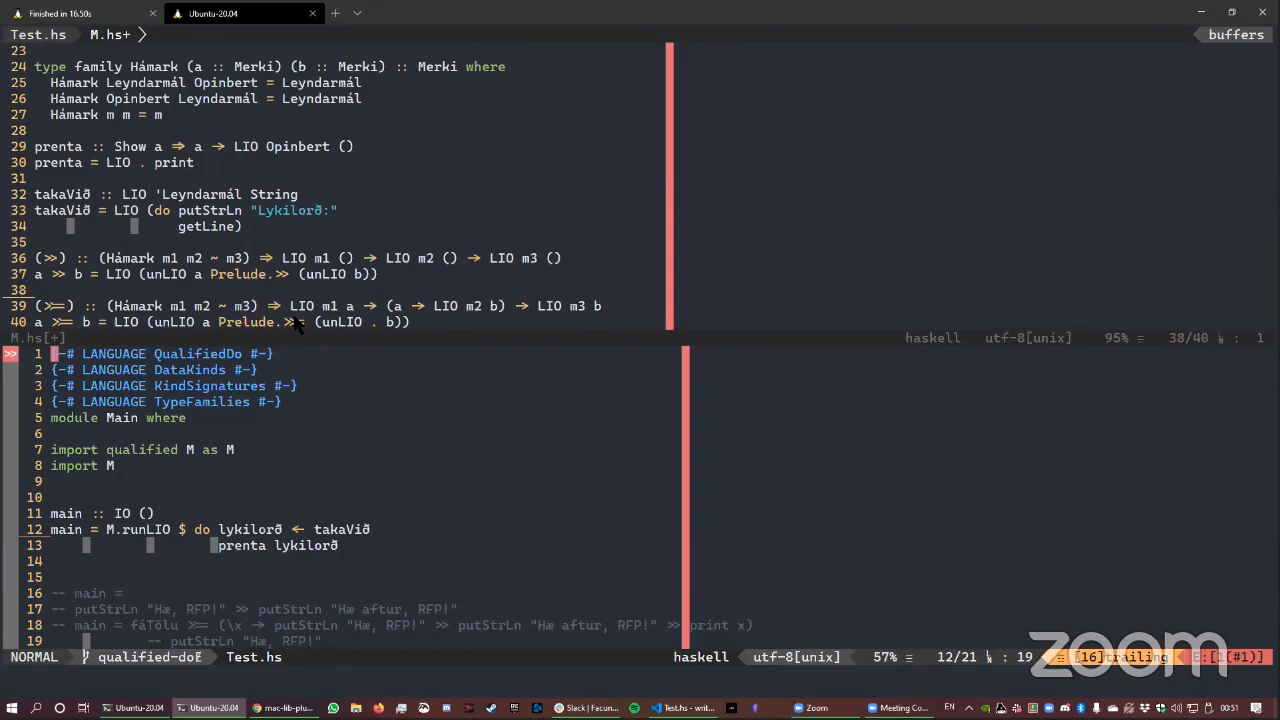 Finished in 16.50s
Ubuntu-20.04
Test.hs
M.hs+
buffers
23
24 type family Hámark (a :: Merki) (b :: Merki) :: Merki where
25 Hámark Leyndarmál Opinbert = Leyndarmál
26 Hámark Opinbert Leyndarmál = Leyndarmál
27 Hámark m m = m
28
29 prenta :: Show a ⇒ a → LIO Opinbert ()
30 prenta = LIO . print
31
32 takaVið :: LIO 'Leyndarmál String
33 takaVið = LIO (do putStrLn "Lykilorð:"
34 getLine)
35
36 (>>) :: (Hámark m1 m2 ~ m3) ⇒ LIO m1 () → LIO m2 () → LIO m3 ()
37 a >> b = LIO (unLIO a Prelude.>> (unLIO b))
38
39 (>>=) :: (Hámark m1 m2 ~ m3) ⇒ LIO m1 a → (a → LIO m2 b) → LIO m3 b
40 a >>= b = LIO (unLIO a Prelude.>>= (unLIO . b))
M.hs[+] haskell utf-8[unix] 95% 38/40 : 1
>> 1 {-# LANGUAGE QualifiedDo #-}
2 {-# LANGUAGE DataKinds #-}
3 {-# LANGUAGE KindSignatures #-}
4 {-# LANGUAGE TypeFamilies #-}
5 module Main where
6
7 import qualified M as M
8 import M
9
10
11 main :: IO ()
12 main = M.runLIO $ do lykilorð ← takaVið
13 prenta lykilorð
14
15
16 -- main =
17 -- putStrLn "Hæ, RFP!" >> putStrLn "Hæ aftur, RFP!"
18 -- main = fáTölu >>= (\x → putStrLn "Hæ, RFP!" >> putStrLn "Hæ aftur, RFP!" >> print x)
19 -- putStrLn "Hæ, RFP!"
NORMAL qualified-do Test.hs haskell utf-8[unix] 57% 12/21 : 19 [16]trailing E:[1(#1)]
zoom
Ubuntu-20.04
Ubuntu-20.04
mac-lib-plu...
Slack | Facun...
Test.hs - writ...
Zoom
Meeting Co...
EN
00:51